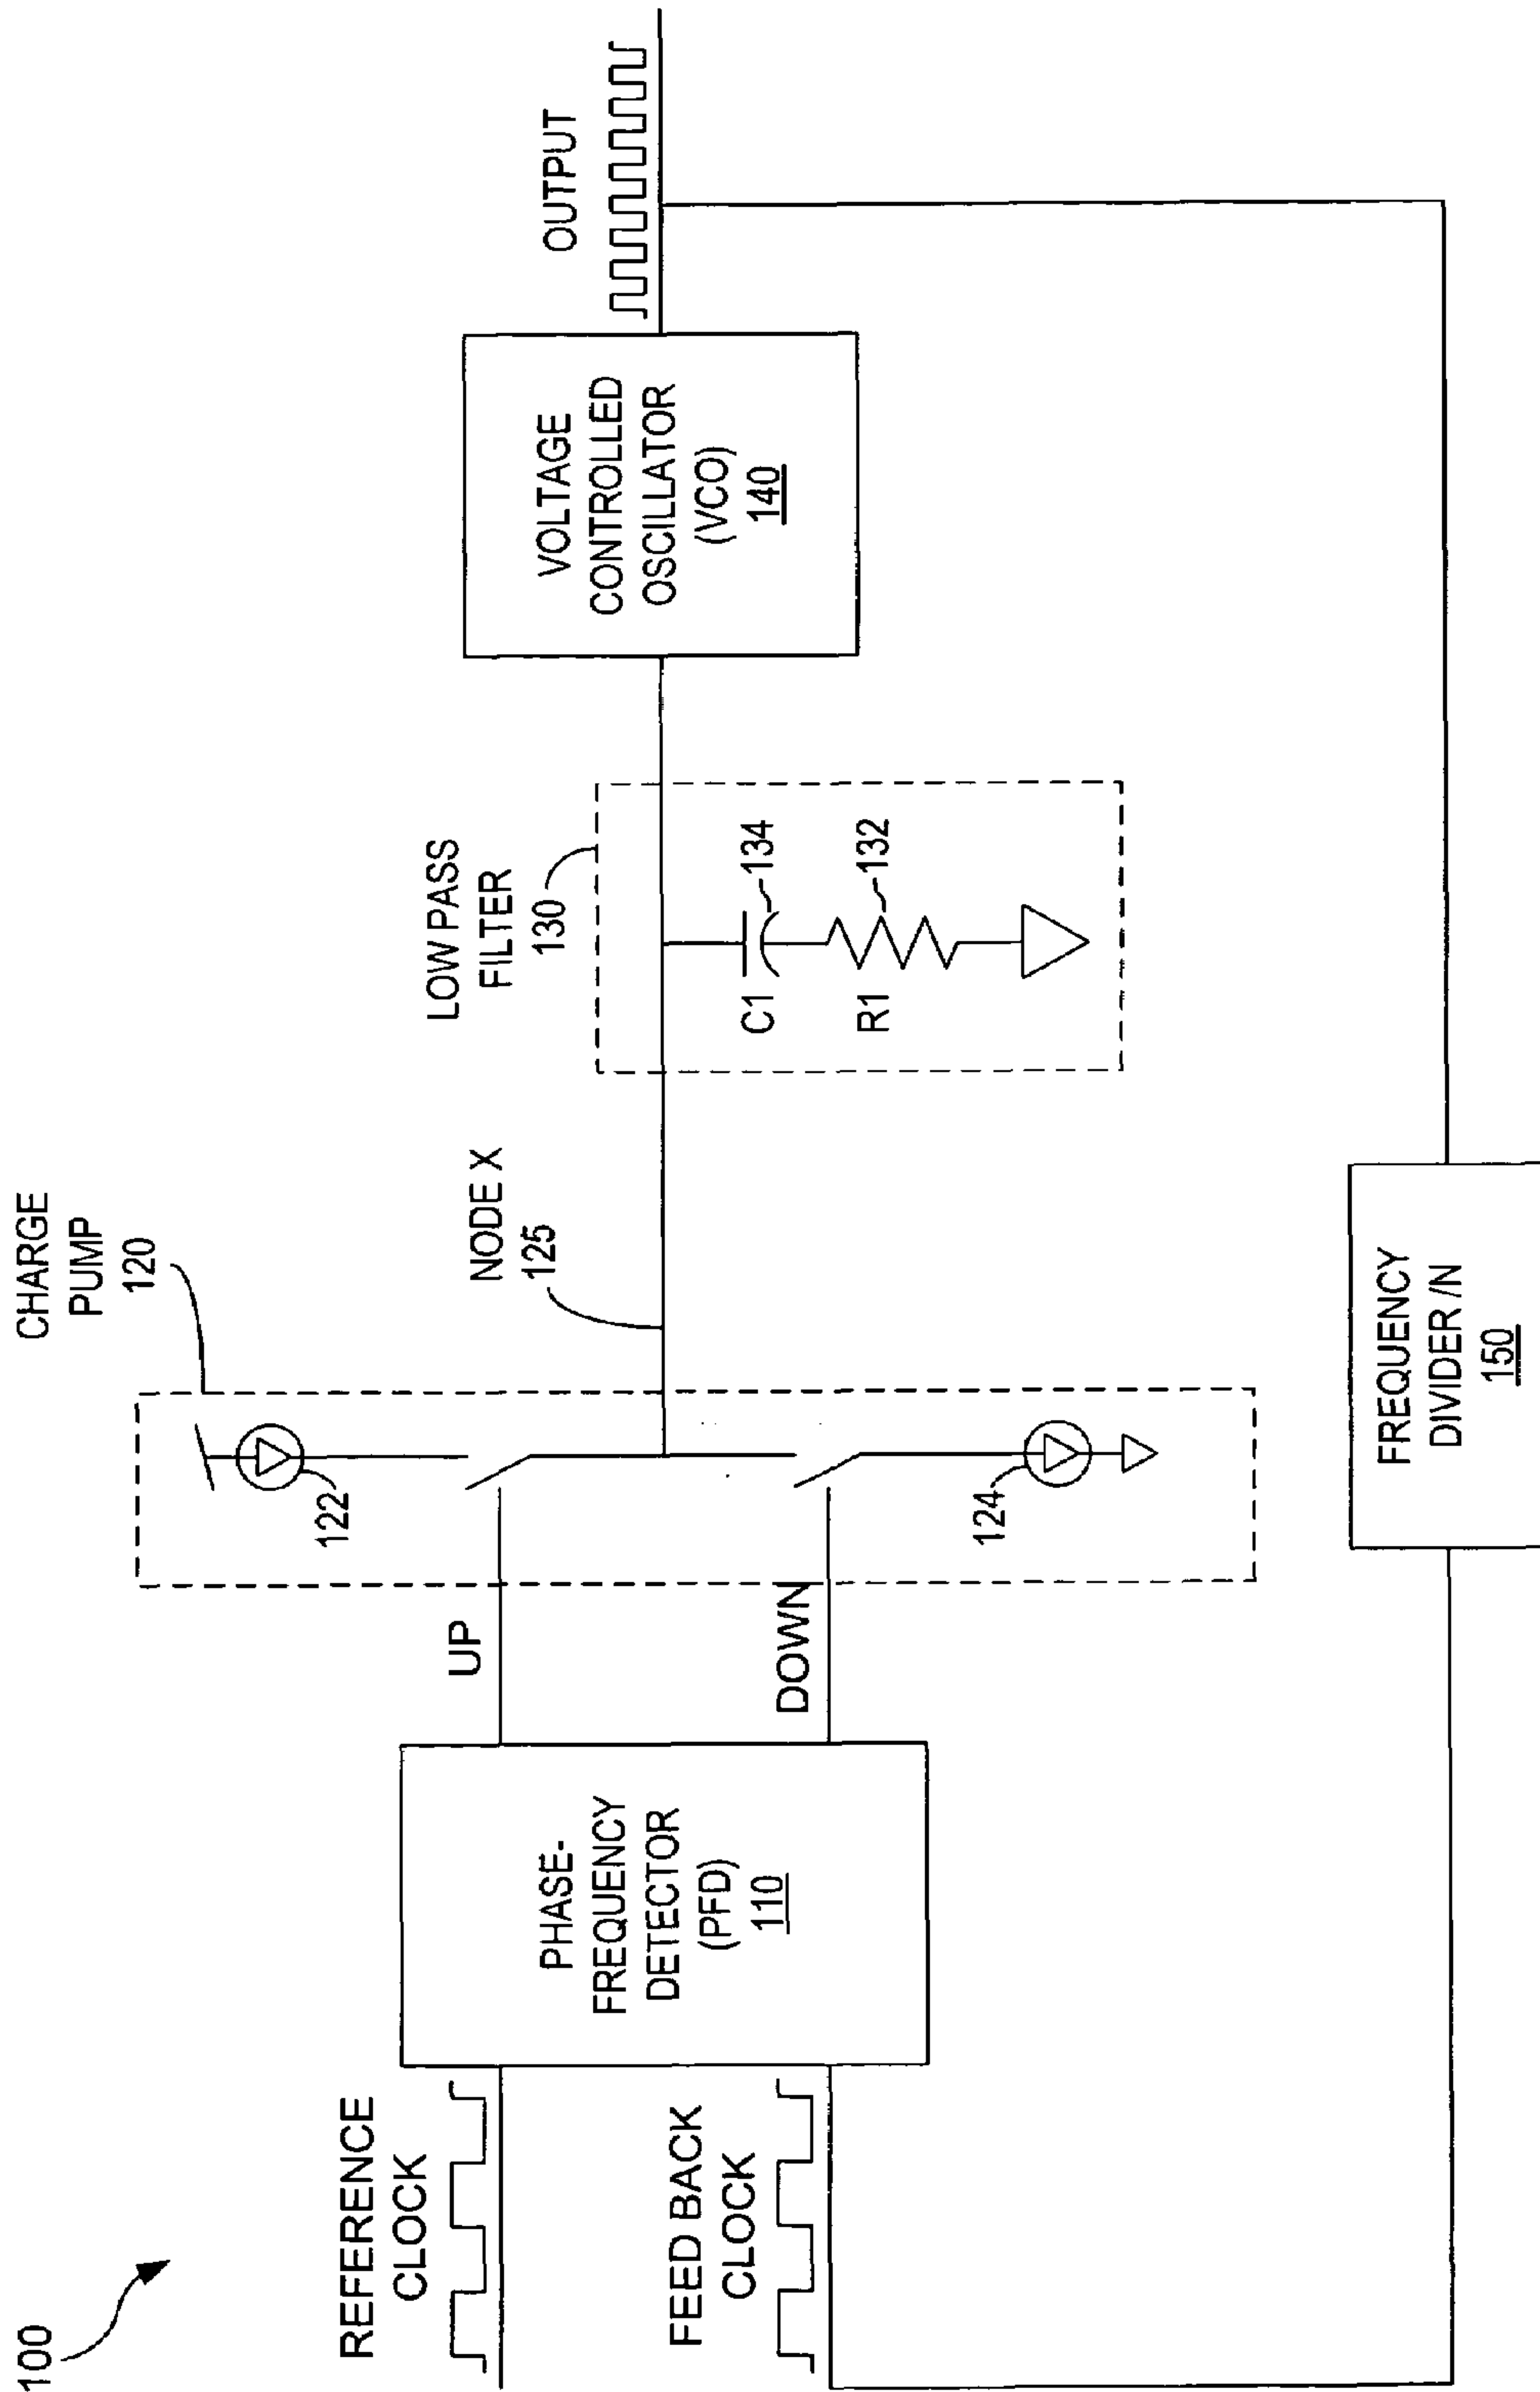 100
REFERENCE
CLOCK
FEED BACK
CLOCK
PHASE-
FREQUENCY
DETECTOR
(PFD)
110
UP
DOWN
CHARGE
PUMP
120
122
124
NODE X
125
LOW PASS
FILTER
130
C1
134
R1
132
VOLTAGE
CONTROLLED
OSCILLATOR
(VCO)
140
OUTPUT
FREQUENCY
DIVIDER /N
150